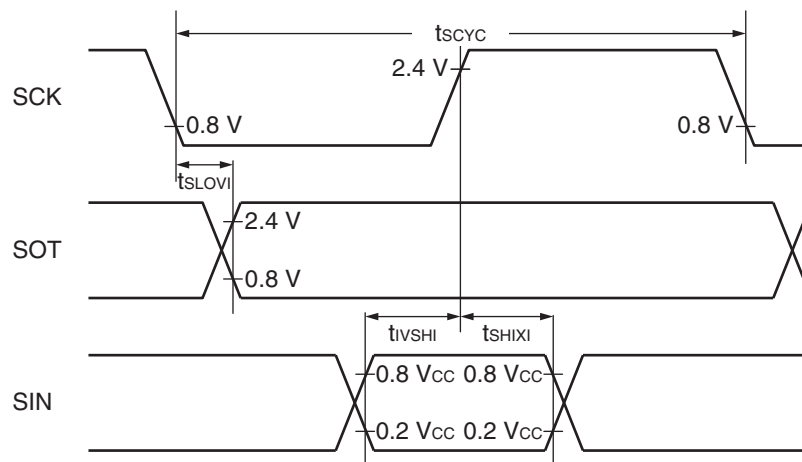 tSCYC
SCK
2.4 V
0.8 V
0.8 V
tSLOVI
SOT
2.4 V
0.8 V
tIVSHI
tSHIXI
SIN
0.8 VCC 0.8 VCC
0.2 VCC 0.2 VCC